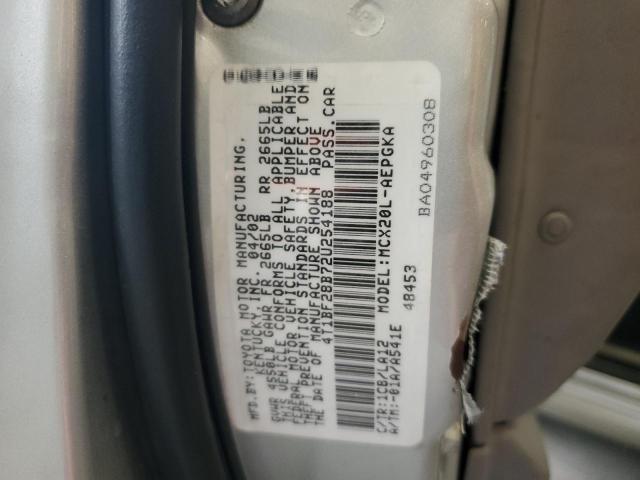 MFD. BY: TOYOTA MOTOR MANUFACTURING,
KENTUCKY, INC. 04/02
GVWR 4550LB GAWR FR 2665LB RR 2665LB
THIS VEHICLE CONFORMS TO ALL APPLICABLE
FEDERAL MOTOR VEHICLE SAFETY, BUMPER AND
THEFT PREVENTION STANDARDS IN EFFECT ON
THE DATE OF MANUFACTURE SHOWN ABOVE
4T1BF28B72U254188 PASS. CAR
MODEL: MCX20L-AEPGKA
C/TR: 1C8/LA12 48453
A/TM: -01A/A541E
BA04960308